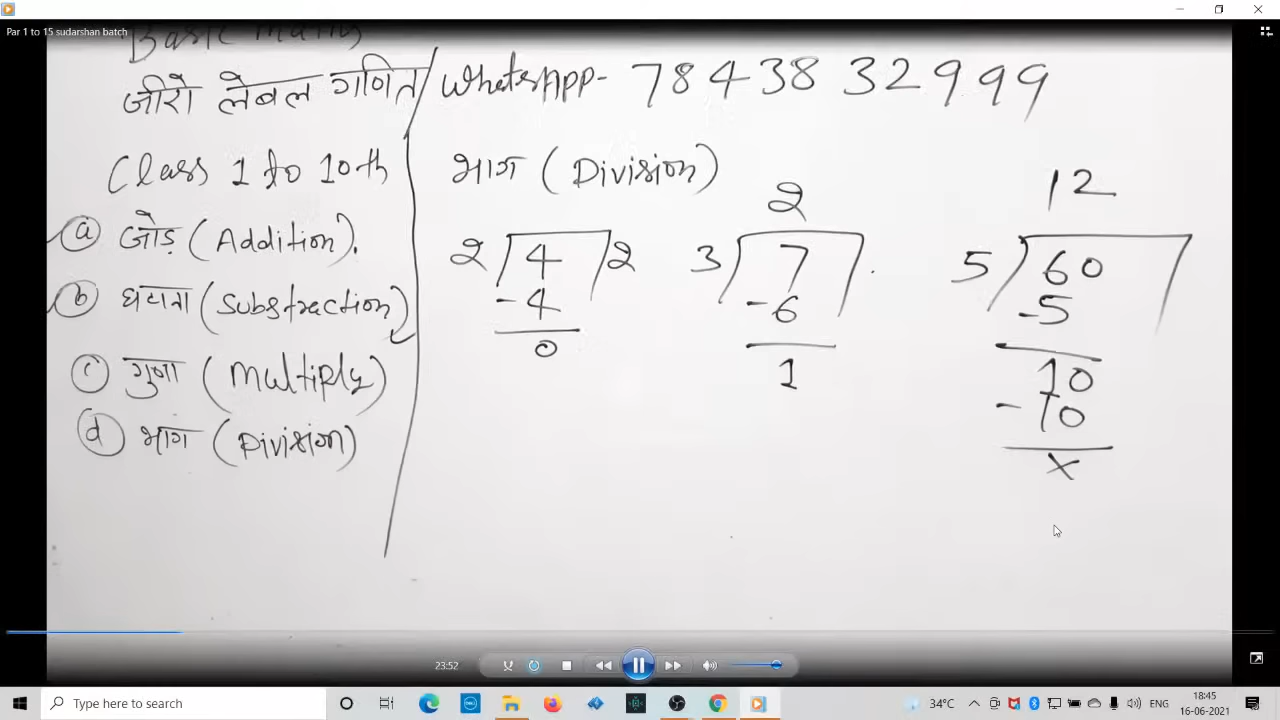 Par 1 to 15 sudarshan batch
Basic Maths
जीरो लेबल गणित
Class 1 to 10th
a जोड़ (Addition).
b घटाना (Substraction)
c गुणा (Multiply)
d भाग (Division)
WhatsApp- 78438 32999
भाग (Division)
2 4 2
-4
0
2
3 7
-6
1
12
5 60
-5
10
-10
x
23:52
Type here to search
34°C
ENG
18:45
16-06-2021